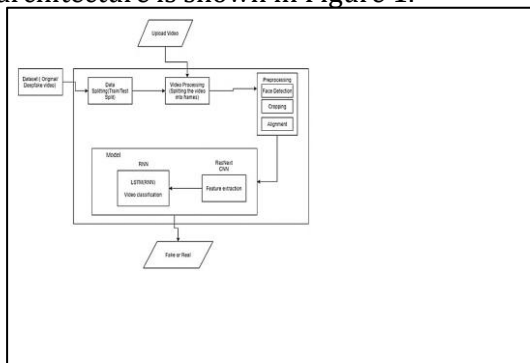 architecture is shown in Figure 1.
Upload Video
Dataset ( Original/
Deepfake video)
Data
Splitting(Train/Test
Split)
Video Processing
(Splitting the video
into frames)
Preprocessing
Face Detection
Cropping
Alignment
Model
RNN
LSTM(RNN)
Video classification
ResNext
CNN
Feature extraction
Fake or Real